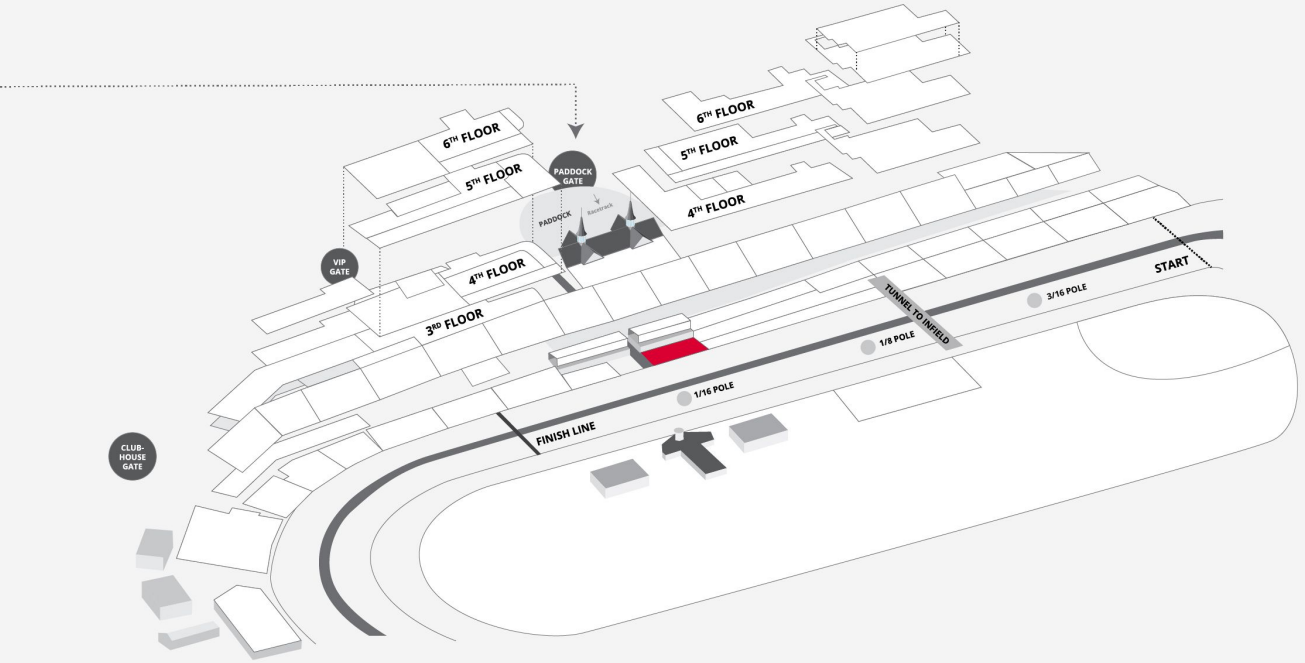 6TH FLOOR
5TH FLOOR
PADDOCK
GATE
PADDOCK
Racetrack
6TH FLOOR
5TH FLOOR
4TH FLOOR
VIP
GATE
4TH FLOOR
3RD FLOOR
START
TUNNEL TO INFIELD
3/16 POLE
1/8 POLE
1/16 POLE
FINISH LINE
CLUB-
HOUSE
GATE